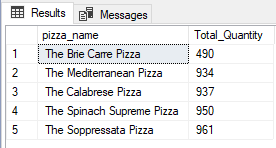 Results Messages
pizza_name Total_Quantity
1 The Brie Carre Pizza 490
2 The Mediterranean Pizza 934
3 The Calabrese Pizza 937
4 The Spinach Supreme Pizza 950
5 The Soppressata Pizza 961